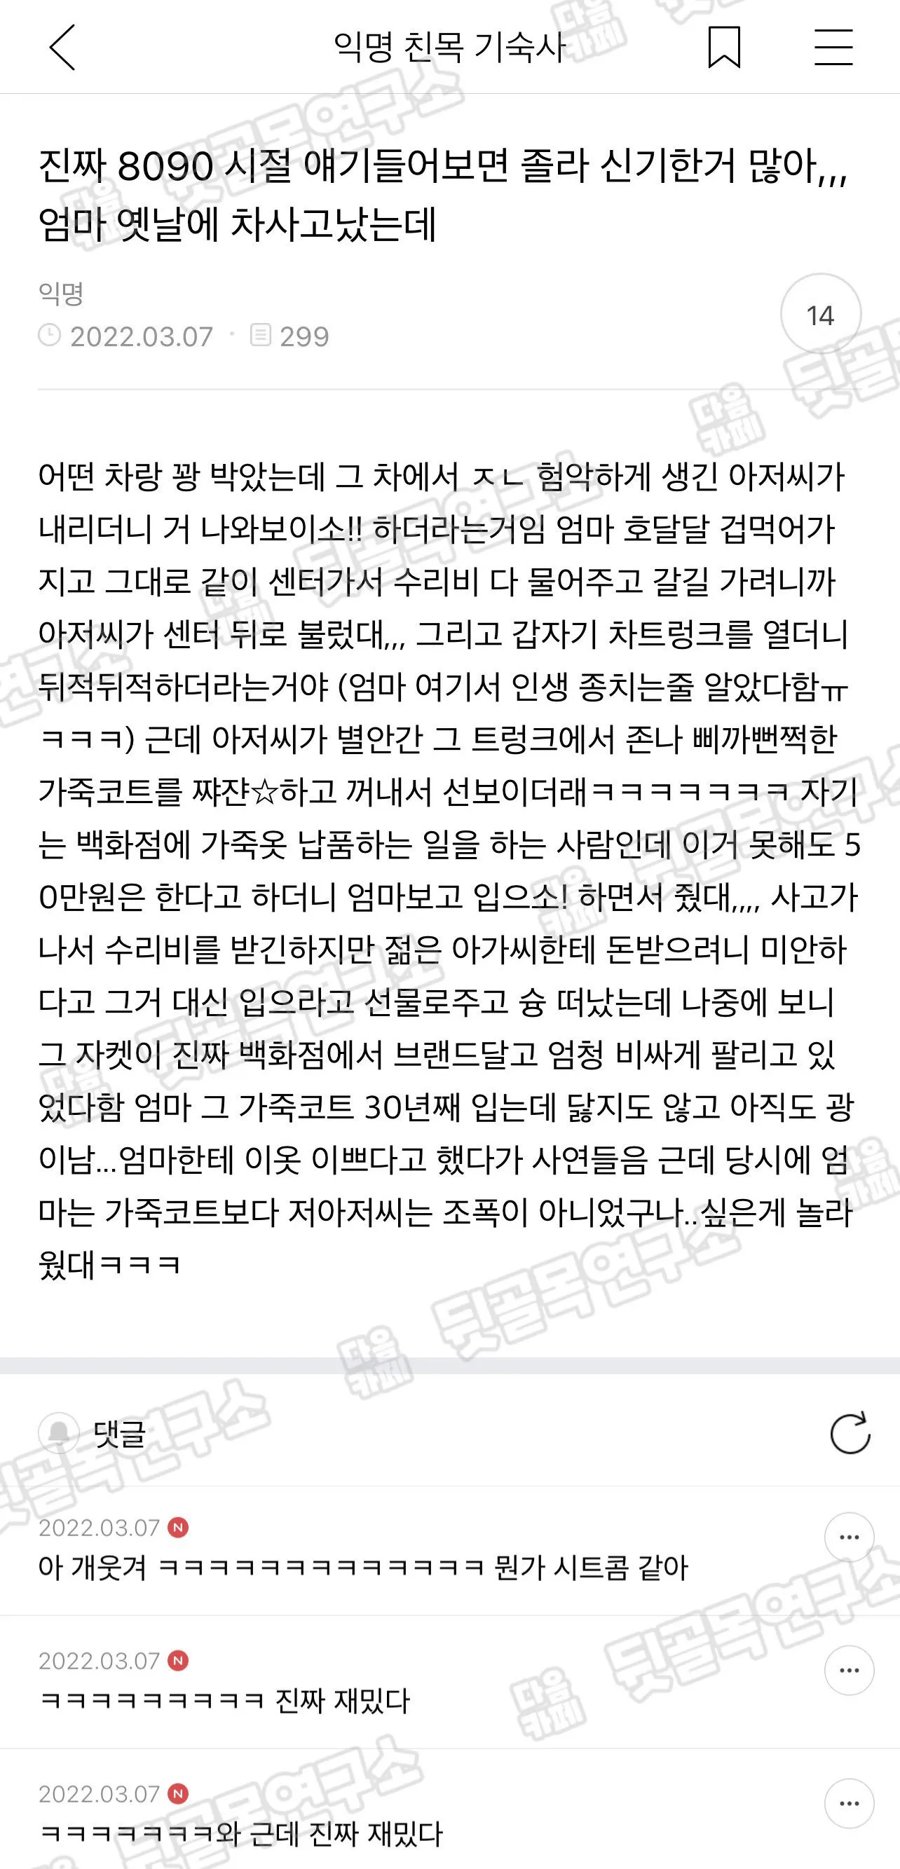 익명 친목 기숙사
진짜 8090 시절 얘기들어보면 졸라 신기한거 많아,,,
엄마 옛날에 차사고났는데
익명
2022.03.07 · 299
14
어떤 차랑 꽝 박았는데 그 차에서 ㅈㄴ 험악하게 생긴 아저씨가
내리더니 거 나와보이소!! 하더라는거임 엄마 호달달 겁먹어가
지고 그대로 같이 센터가서 수리비 다 물어주고 갈길 가려니까
아저씨가 센터 뒤로 불렀대,,, 그리고 갑자기 차트렁크를 열더니
뒤적뒤적하더라는거야 (엄마 여기서 인생 종치는줄 알았다함ㅠ
ㅋㅋㅋ) 근데 아저씨가 별안간 그 트렁크에서 존나 삐까뻔쩍한
가죽코트를 쨔쟌☆하고 꺼내서 선보이더래ㅋㅋㅋㅋㅋㅋㅋ 자기
는 백화점에 가죽옷 납품하는 일을 하는 사람인데 이거 못해도 5
0만원은 한다고 하더니 엄마보고 입으소! 하면서 줬대,,,, 사고가
나서 수리비를 받긴하지만 젊은 아가씨한테 돈받으려니 미안하
다고 그거 대신 입으라고 선물로주고 슝 떠났는데 나중에 보니
그 자켓이 진짜 백화점에서 브랜드달고 엄청 비싸게 팔리고 있
었다함 엄마 그 가죽코트 30년째 입는데 닳지도 않고 아직도 광
이남...엄마한테 이옷 이쁘다고 했다가 사연들음 근데 당시에 엄
마는 가죽코트보다 저아저씨는 조폭이 아니었구나..싶은게 놀라
웠대ㅋㅋㅋ
댓글
2022.03.07 N
아 개웃겨 ㅋㅋㅋㅋㅋㅋㅋㅋㅋㅋㅋㅋㅋ 뭔가 시트콤 같아
2022.03.07 N
ㅋㅋㅋㅋㅋㅋㅋㅋㅋ 진짜 재밌다
2022.03.07 N
ㅋㅋㅋㅋㅋㅋㅋ와 근데 진짜 재밌다
다음 카페 뒷골목연구소